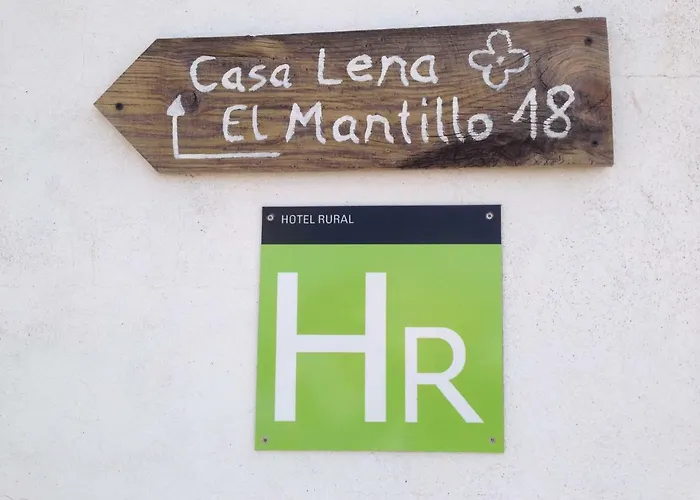 Casa Lena
El Mantillo 18
HOTEL RURAL
HR